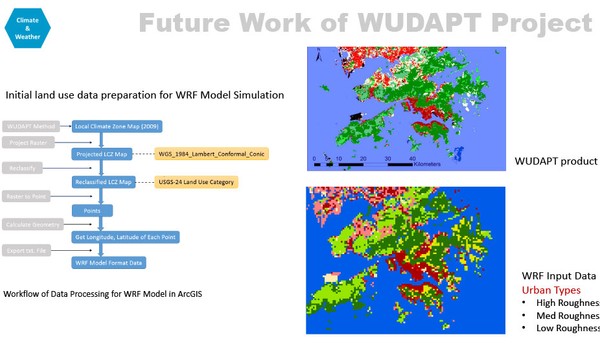 Climate
&
Weather
Future Work of WUDAPT Project
Initial land use data preparation for WRF Model Simulation
WUDAPT Method
Local Climate Zone Map (2009)
Project Raster
Projected LCZ Map
WGS_1984_Lambert_Conformal_Conic
Reclassify
Reclassified LCZ Map
USGS-24 Land Use Category
Raster to Point
Points
Calculate Geometry
Get Longitude, Latitude of Each Point
Export txt. File
WRF Model Format Data
Workflow of Data Processing for WRF Model in ArcGIS
N
0 5 10 20 30 40
Kilometers
WUDAPT product
WRF Input Data
Urban Types
• High Roughness
• Med Roughness
• Low Roughness